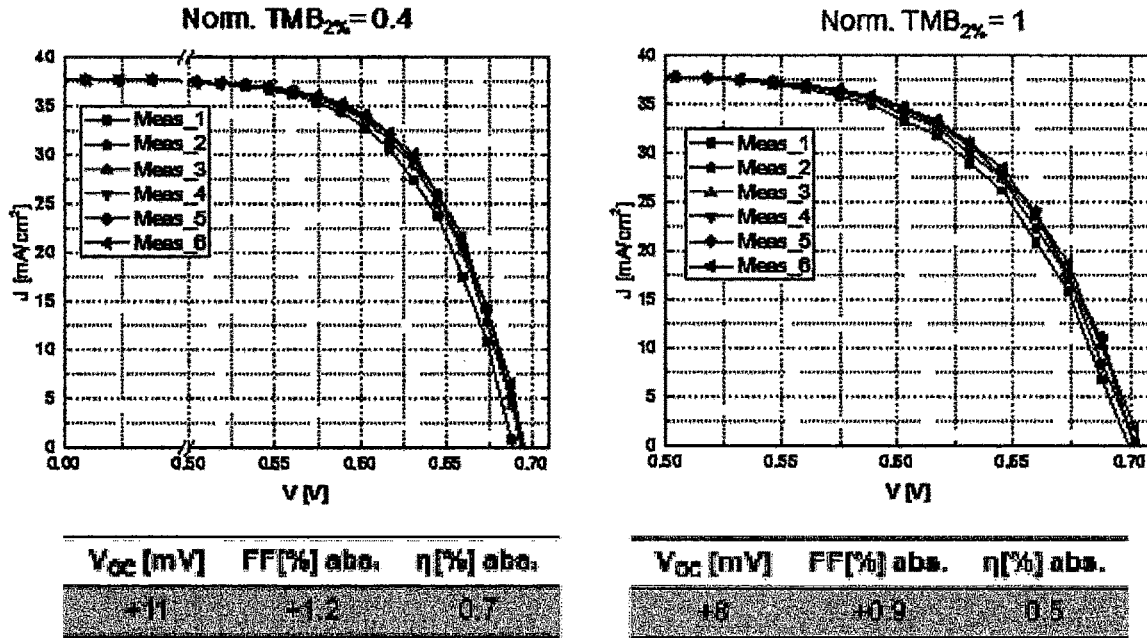 Norm. TMB2%= 0.4
Norm. TMB2%= 1
40
35
30
25
20
15
10
5
0
J [mA/cm²]
Meas_1
Meas_2
Meas_3
Meas_4
Meas_5
Meas_6
0.00
0.50
0.55
0.60
0.65
0.70
V [V]
40
35
30
25
20
15
10
5
0
J [mA/cm²]
Meas_1
Meas_2
Meas_3
Meas_4
Meas_5
Meas_6
0.50
0.55
0.60
0.65
0.70
V [V]
VOC [mV] FF[%] abs. η[%] abs.
+11 +1.2 0.7
VOC [mV] FF[%] abs. η[%] abs.
+8 +0.9 0.5